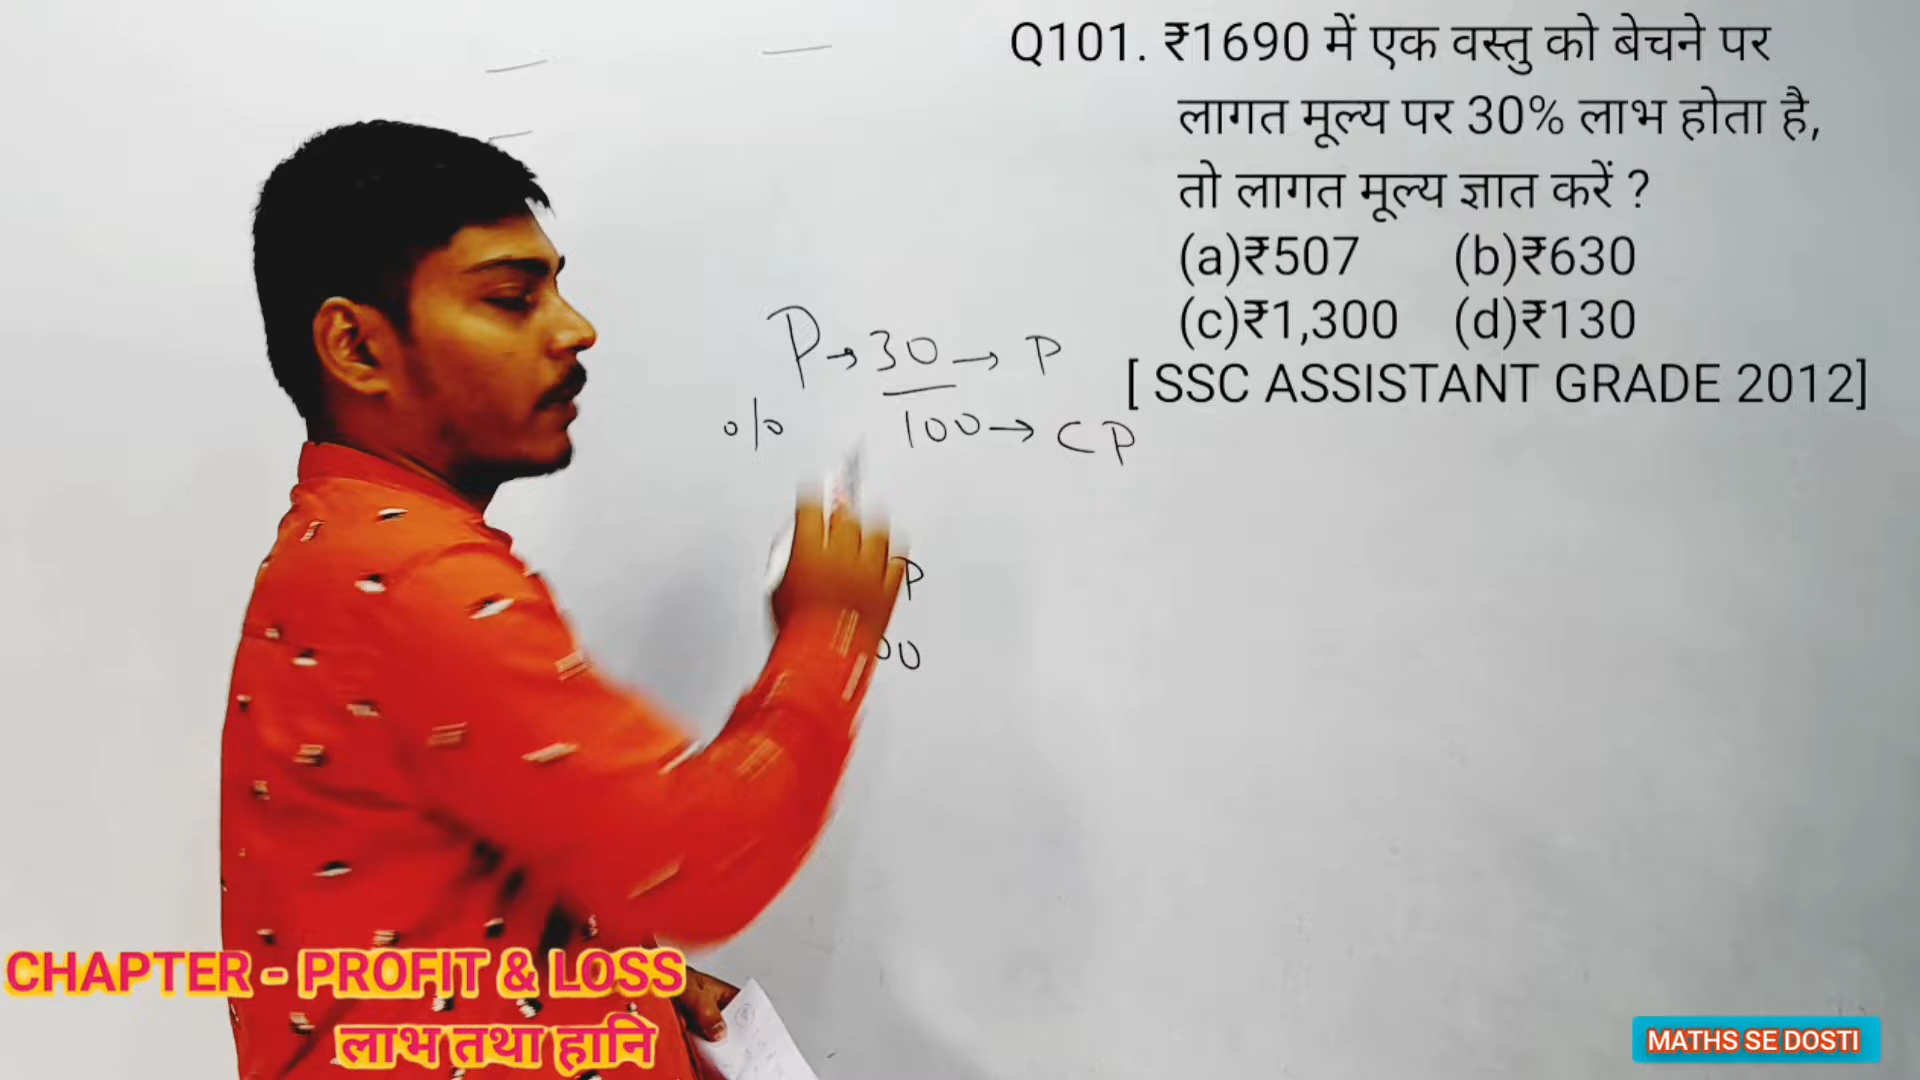 Q101. ₹1690 में एक वस्तु को बेचने पर
लागत मूल्य पर 30% लाभ होता है,
तो लागत मूल्य ज्ञात करें ?
(a)₹507 (b)₹630
(c)₹1,300 (d)₹130
[ SSC ASSISTANT GRADE 2012]
P → 30 → P
% 100 → CP
P
00
CHAPTER - PROFIT & LOSS
लाभ तथा हानि
MATHS SE DOSTI